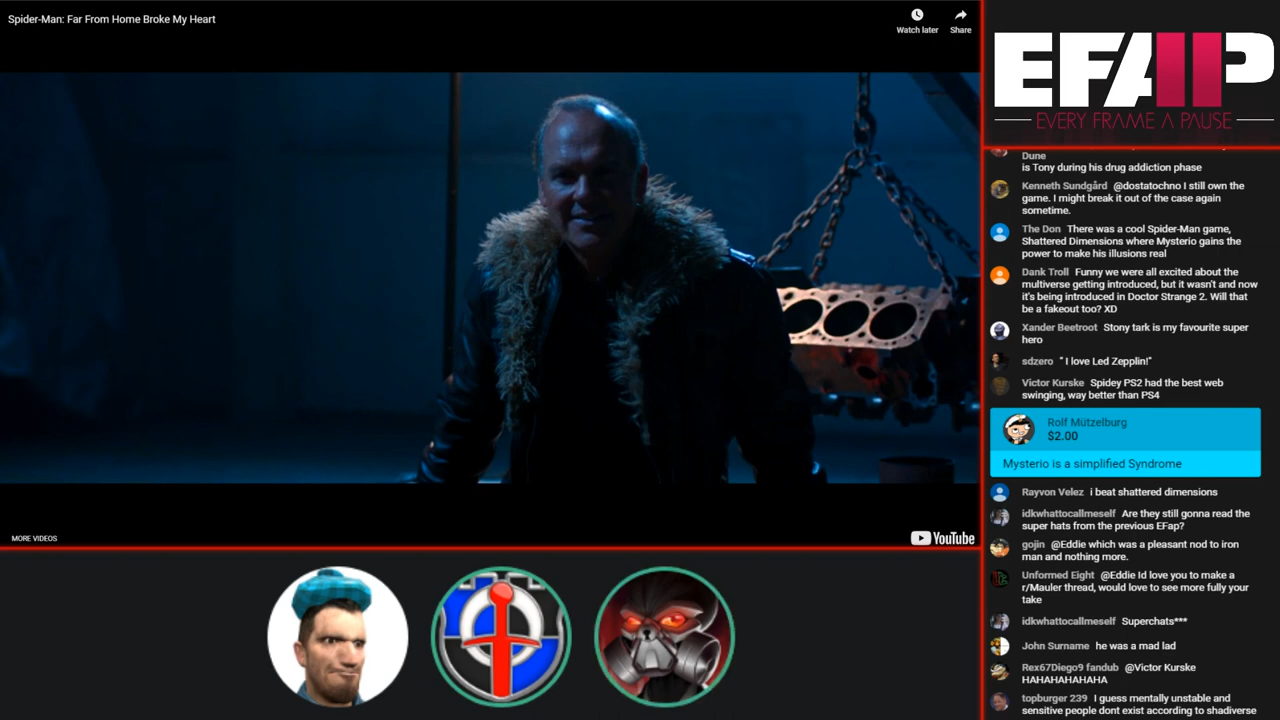 Spider-Man: Far From Home Broke My Heart
Watch later
Share
MORE VIDEOS
YouTube
EFAP
EVERY FRAME A PAUSE
Dune
is Tony during his drug addiction phase
Kenneth Sundgård @dostatochno I still own the
game. I might break it out of the case again
sometime.
The Don There was a cool Spider-Man game,
Shattered Dimensions where Mysterio gains the
power to make his illusions real
Dank Troll Funny we were all excited about the
multiverse getting introduced, but it wasn't and now
it's being introduced in Doctor Strange 2. Will that
be a fakeout too? XD
Xander Beetroot Stony tark is my favourite super
hero
sdzero " I love Led Zepplin!"
Victor Kurske Spidey PS2 had the best web
swinging, way better than PS4
Rolf Mützelburg
$2.00
Mysterio is a simplified Syndrome
Rayvon Velez i beat shattered dimensions
idkwhattocallmeself Are they still gonna read the
super hats from the previous EFap?
gojin @Eddie which was a pleasant nod to iron
man and nothing more.
Unformed Eight @Eddie Id love you to make a
r/Mauler thread, would love to see more fully your
take
idkwhattocallmeself Superchats***
John Surname he was a mad lad
Rex67Diego9 fandub @Victor Kurske
HAHAHAHAHAHA
topburger 239 I guess mentally unstable and
sensitive people dont exist according to shadiverse